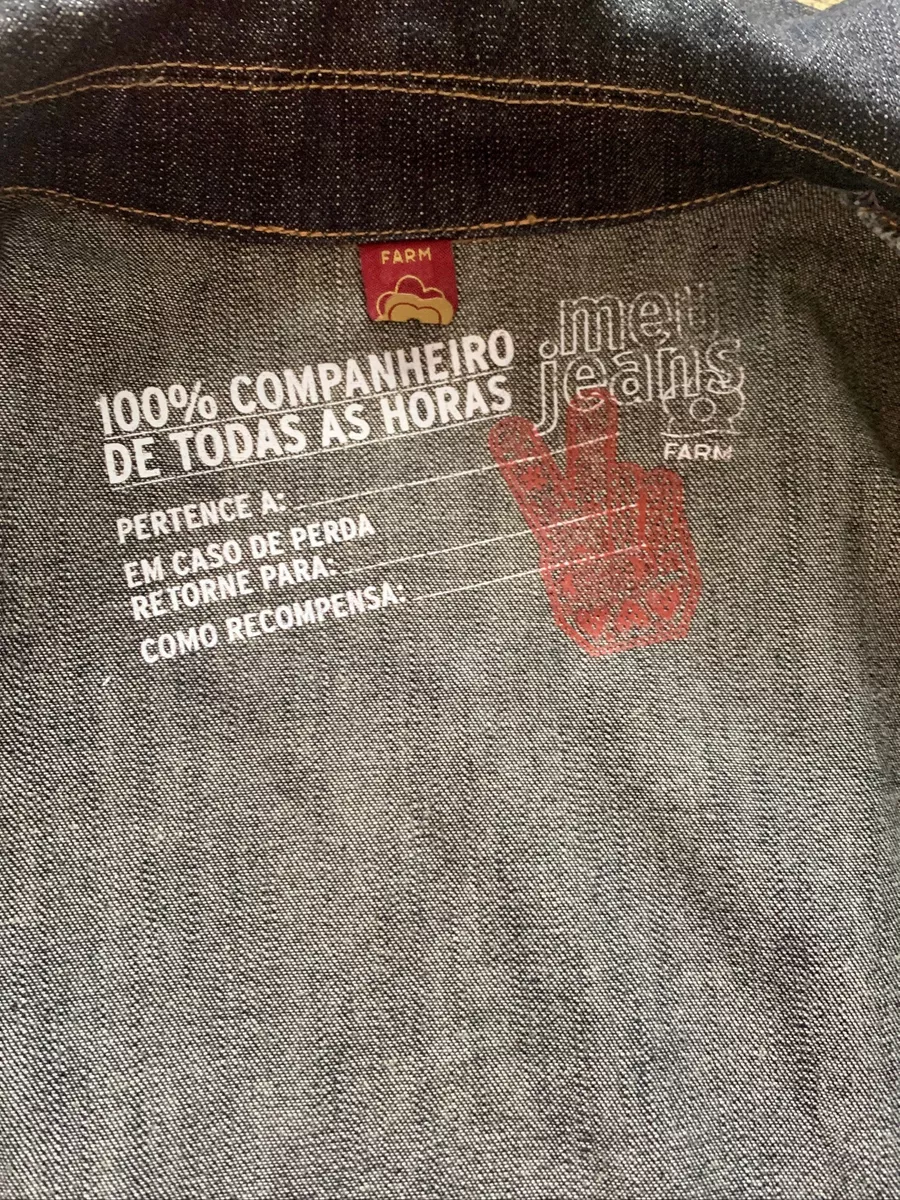 FARM
meu
jeans
FARM
100% COMPANHEIRO
DE TODAS AS HORAS
PERTENCE A:
EM CASO DE PERDA
RETORNE PARA:
COMO RECOMPENSA: